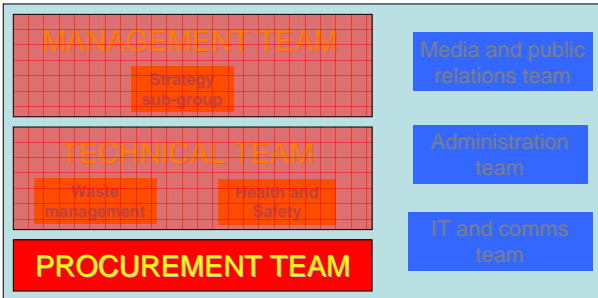 MANAGEMENT TEAM
Strategy
sub-group
TECHNICAL TEAM
Waste
management
Health and
Safety
PROCUREMENT TEAM
Media and public
relations team
Administration
team
IT and comms
team